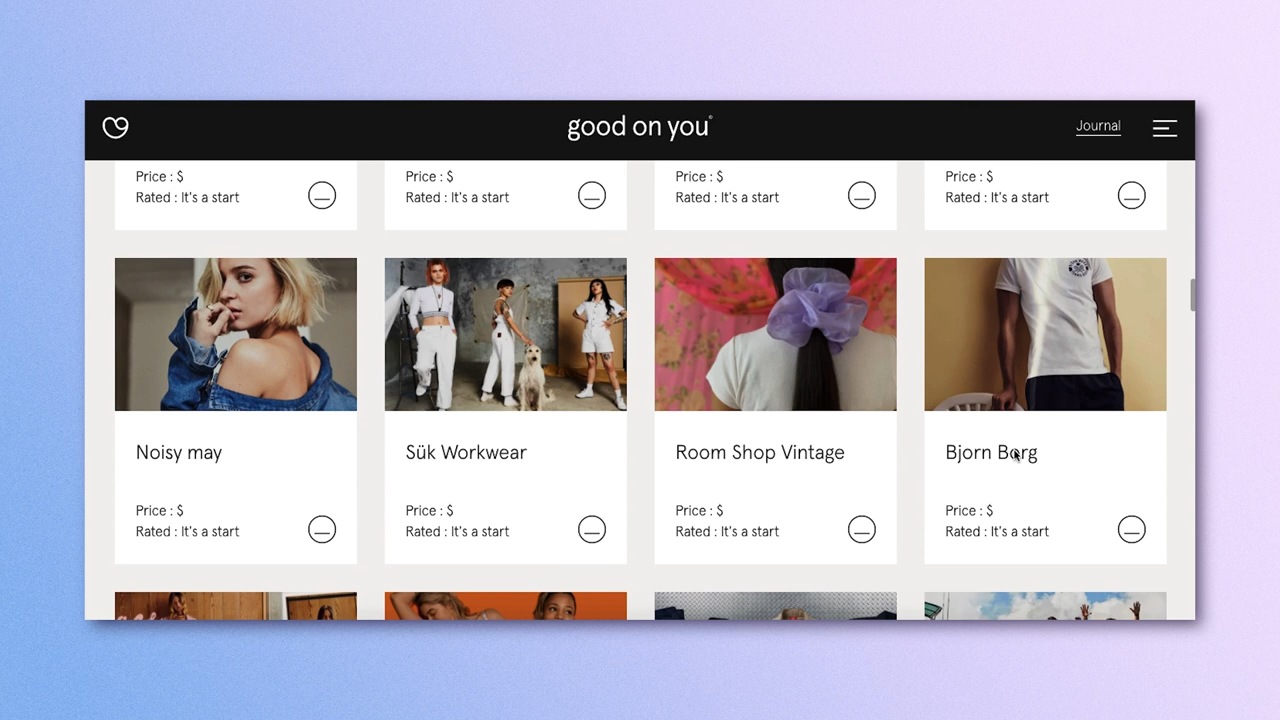 good on you®
Journal
Price : $
Rated : It's a start
Price : $
Rated : It's a start
Price : $
Rated : It's a start
Price : $
Rated : It's a start
Noisy may
Price : $
Rated : It's a start
Sük Workwear
Price : $
Rated : It's a start
Room Shop Vintage
Price : $
Rated : It's a start
Bjorn Borg
Price : $
Rated : It's a start